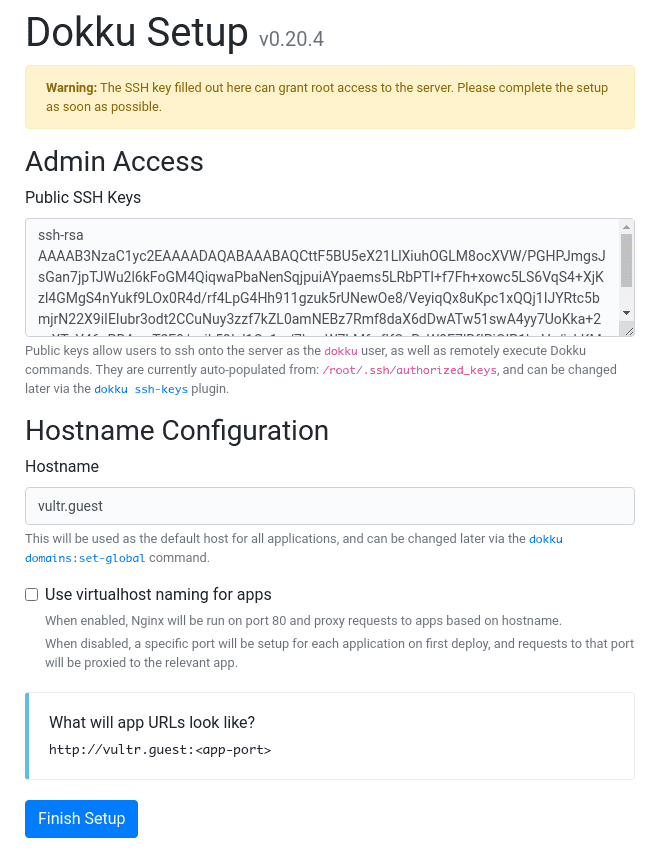 Dokku Setup v0.20.4
Warning: The SSH key filled out here can grant root access to the server. Please complete the setup
as soon as possible.
Admin Access
Public SSH Keys
ssh-rsa
AAAAB3NzaC1yc2EAAAADAQABAAABAQCttF5BU5eX21LlXiuhOGLM8ocXVW/PGHPJmgsJ
sGan7jpTJWu2l6kFoGM4QiqwaPbaNenSqjpuiAYpaems5LRbPTI+f7Fh+xowc5LS6VqS4+XjK
zl4GMgS4nYukf9LOx0R4d/rf4LpG4Hh911gzuk5rUNewOe8/VeyiqQx8uKpc1xQQj1IJYRtc5b
mjrN22X9iIElubr3odt2CCuNuy3zzf7kZL0amNEBz7Rmf8daX6dDwATw51swA4yy7UoKka+2
Public keys allow users to ssh onto the server as the dokku user, as well as remotely execute Dokku
commands. They are currently auto-populated from: /root/.ssh/authorized_keys, and can be changed
later via the dokku ssh-keys plugin.
Hostname Configuration
Hostname
vultr.guest
This will be used as the default host for all applications, and can be changed later via the dokku
domains:set-global command.
Use virtualhost naming for apps
When enabled, Nginx will be run on port 80 and proxy requests to apps based on hostname.
When disabled, a specific port will be setup for each application on first deploy, and requests to that port
will be proxied to the relevant app.
What will app URLs look like?
http://vultr.guest:<app-port>
Finish Setup